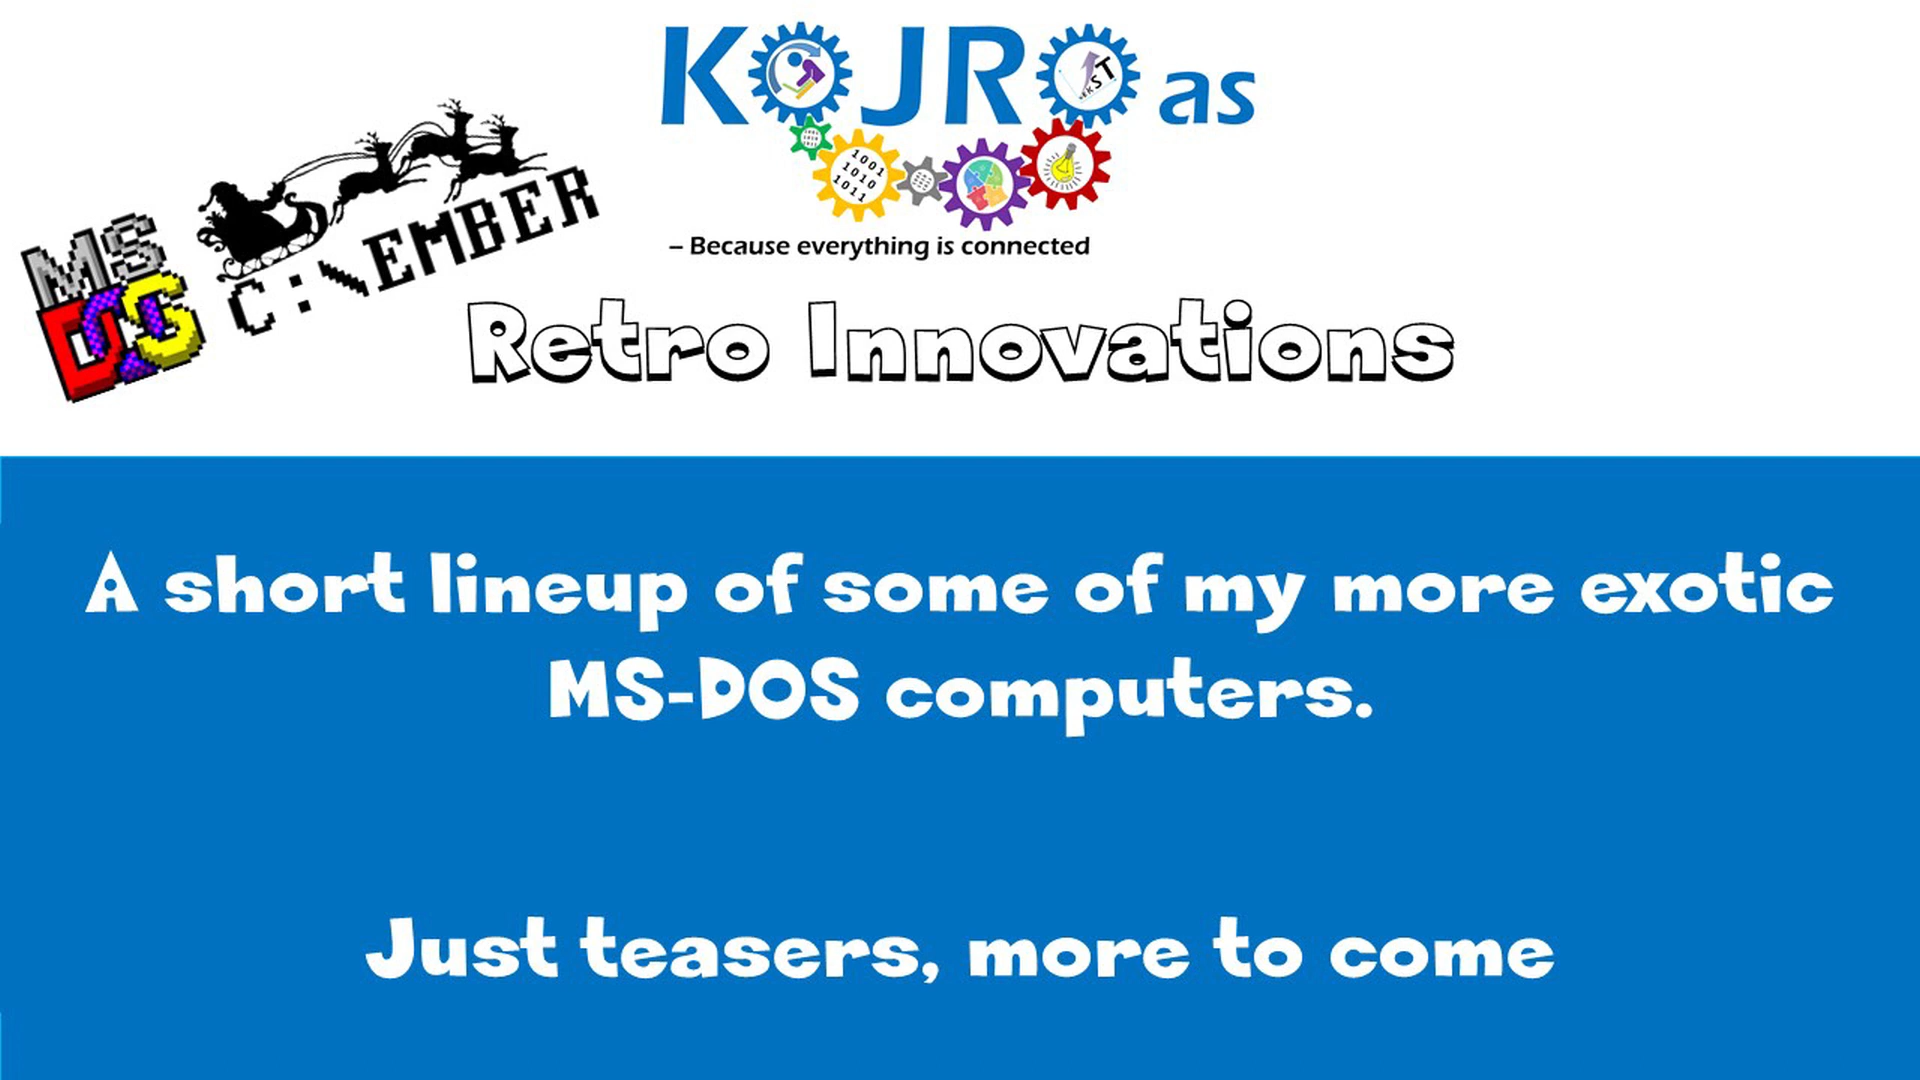 KOJRO as
1001
1010
1011
– Because everything is connected
MS
DOS
C:\EMBER
Retro Innovations
A short lineup of some of my more exotic
MS-DOS computers.
Just teasers, more to come